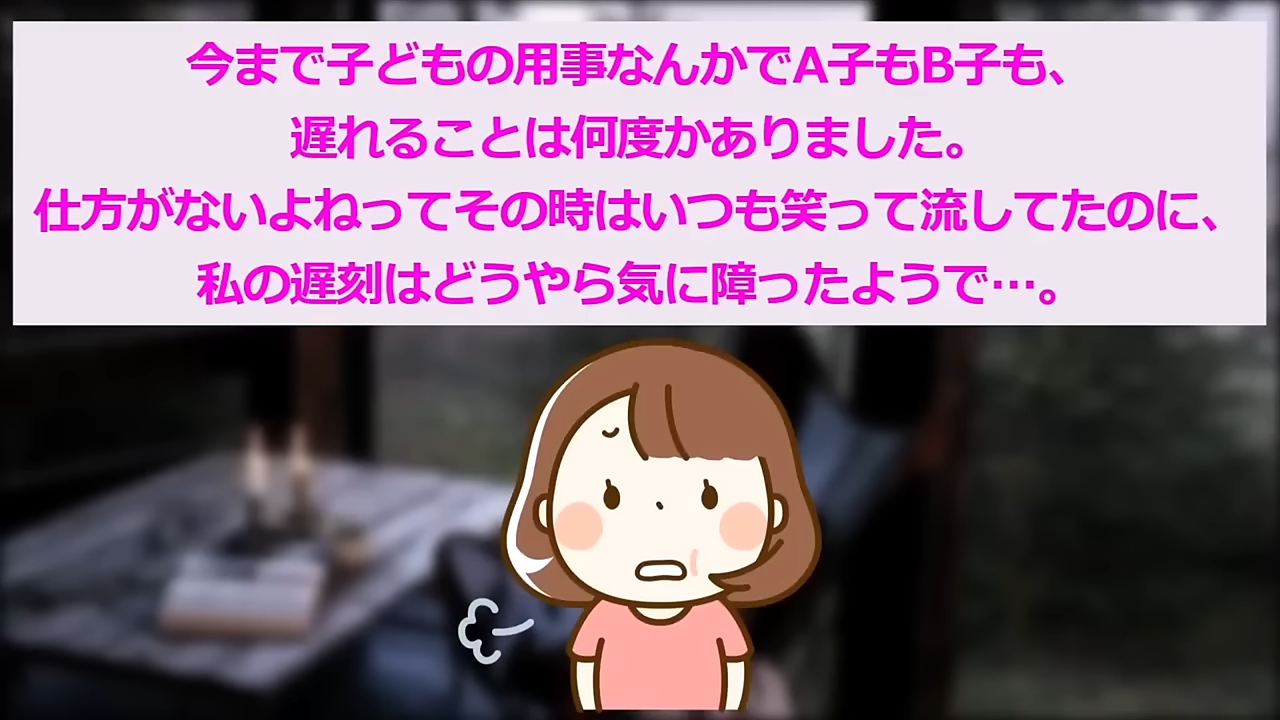 今まで子どもの用事なんかでA子もB子も、
遅れることは何度かありました。
仕方がないよねってその時はいつも笑って流してたのに、
私の遅刻はどうやら気に障ったようで…。